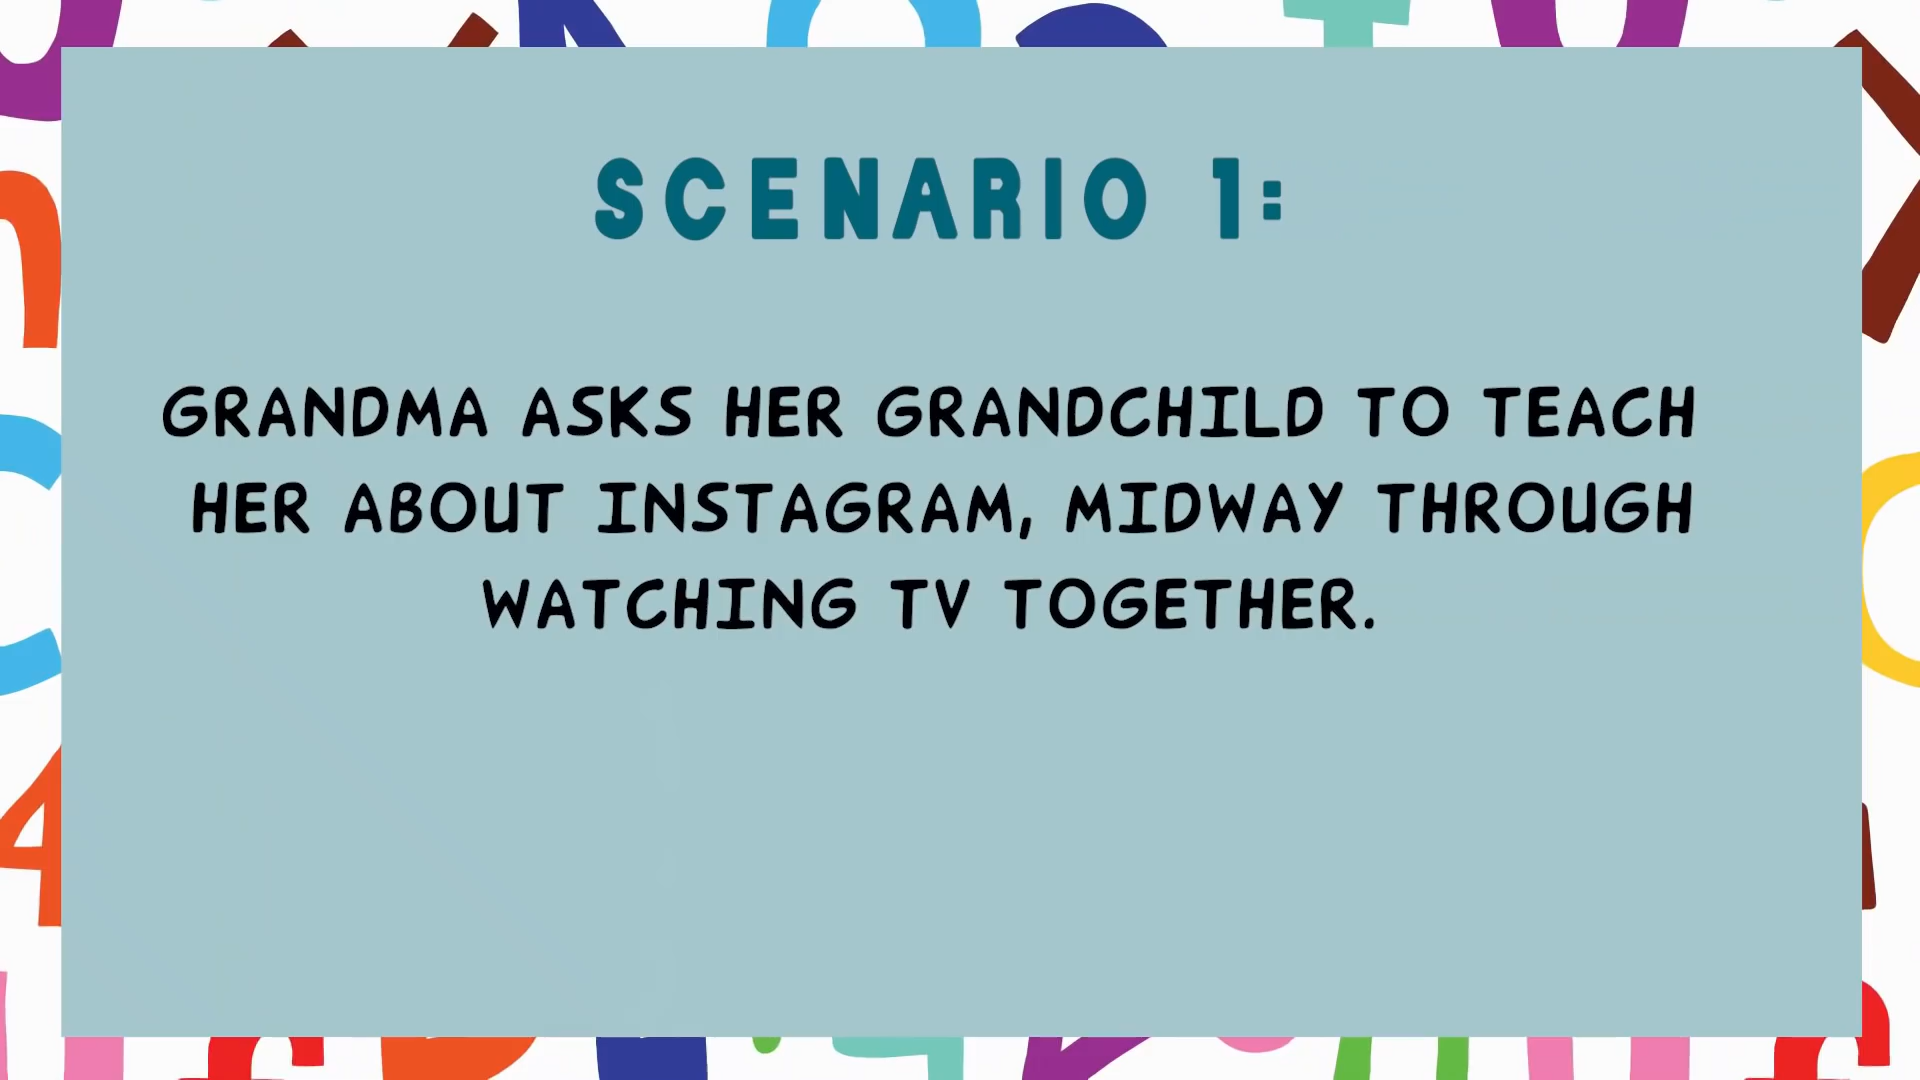 SCENARIO 1:
GRANDMA ASKS HER GRANDCHILD TO TEACH
HER ABOUT INSTAGRAM, MIDWAY THROUGH
WATCHING TV TOGETHER.